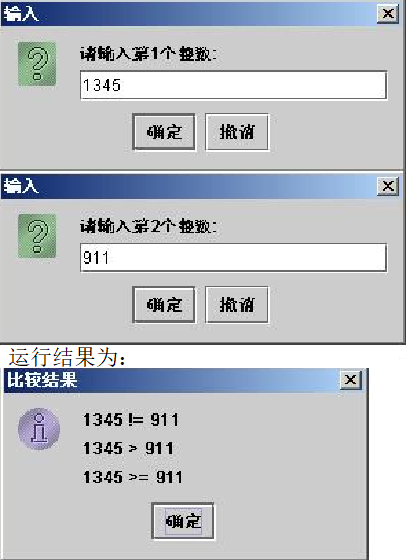 输入
请输入第1个整数:
1345
确定
撤消
输入
请输入第2个整数:
911
确定
撤消
运行结果为：
比较结果
1345 != 911
1345 > 911
1345 >= 911
确定